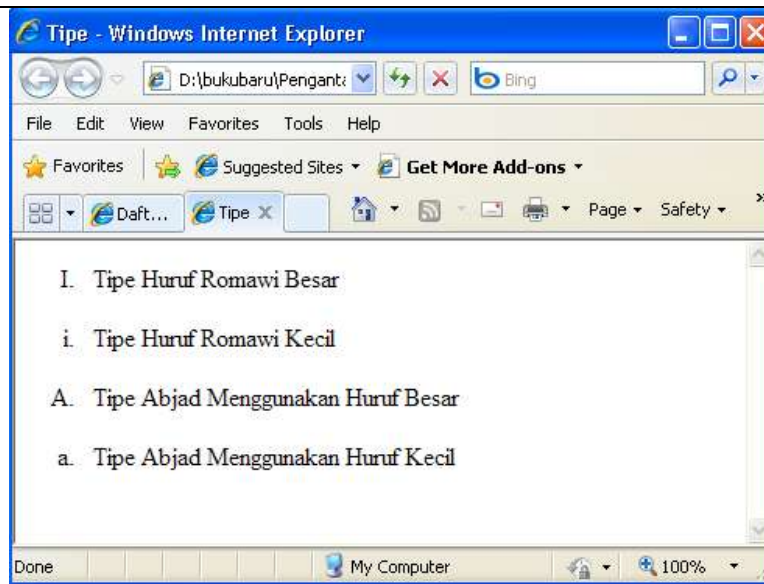 Tipe - Windows Internet Explorer
D:\bukubaru\Penganta Bing
File Edit View Favorites Tools Help
Favorites Suggested Sites Get More Add-ons
Daft... Tipe Page Safety
I. Tipe Huruf Romawi Besar
i. Tipe Huruf Romawi Kecil
A. Tipe Abjad Menggunakan Huruf Besar
a. Tipe Abjad Menggunakan Huruf Kecil
Done My Computer 100%